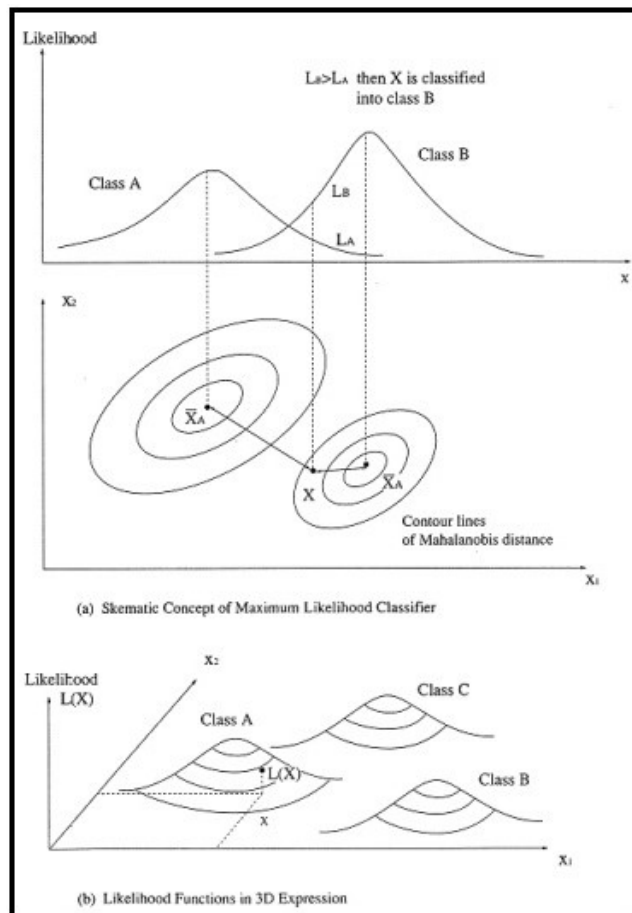 Likelihood
LB>LA then X is classified
into class B
Class A
Class B
LB
LA
x
X2
X̅A
X
X̅A
Contour lines
of Mahalanobis distance
X1
(a) Skematic Concept of Maximum Likelihood Classifier
X2
Likelihood
L(X)
Class C
Class A
L(X)
Class B
x
X1
(b) Likelihood Functions in 3D Expression